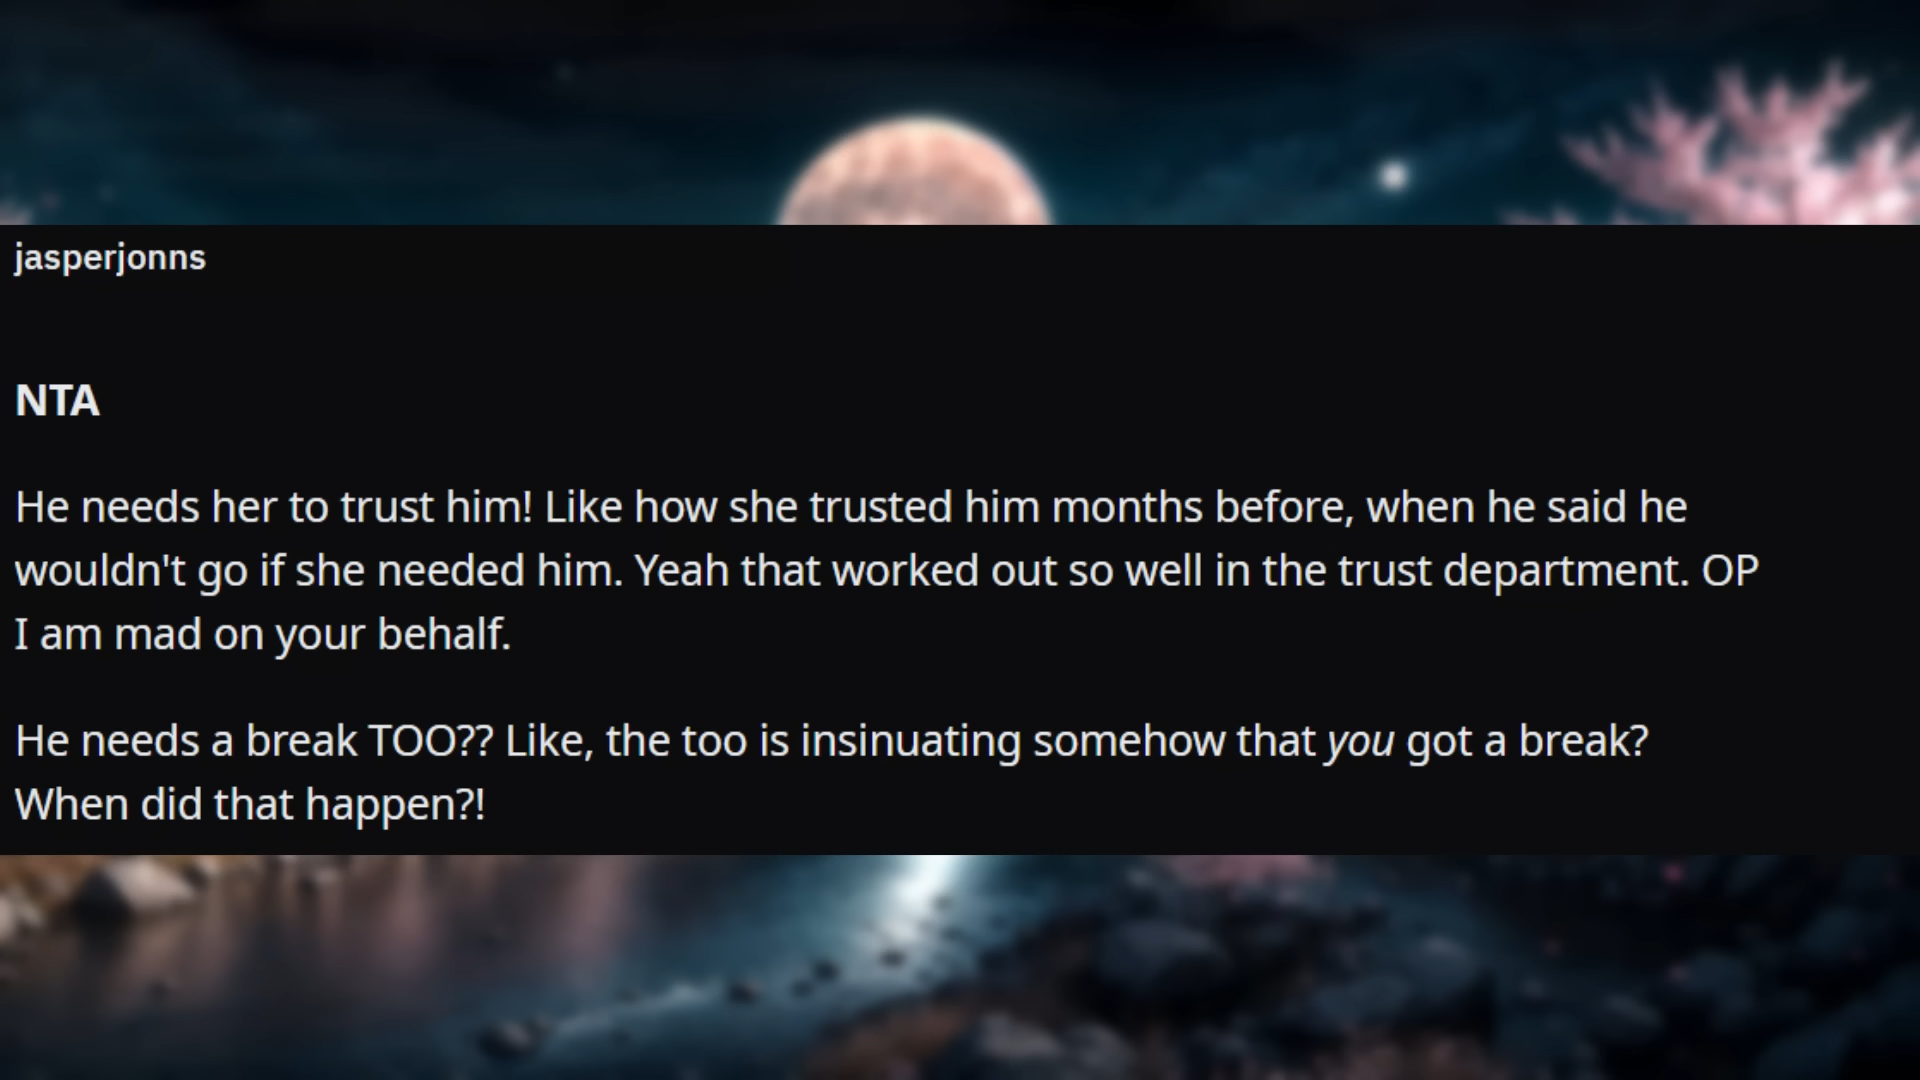 jasperjonns
NTA
He needs her to trust him! Like how she trusted him months before, when he said he
wouldn't go if she needed him. Yeah that worked out so well in the trust department. OP
I am mad on your behalf.
He needs a break TOO?? Like, the too is insinuating somehow that you got a break?
When did that happen?!